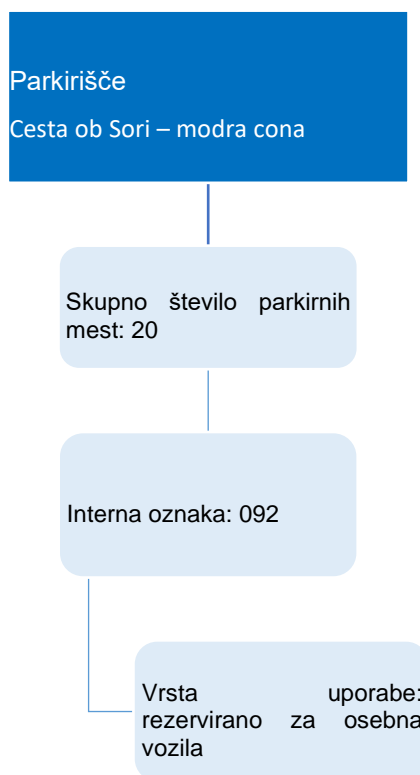 Parkirišče
Cesta ob Sori – modra cona
Skupno število parkirnih
mest: 20
Interna oznaka: 092
Vrsta uporabe:
rezervirano za osebna
vozila